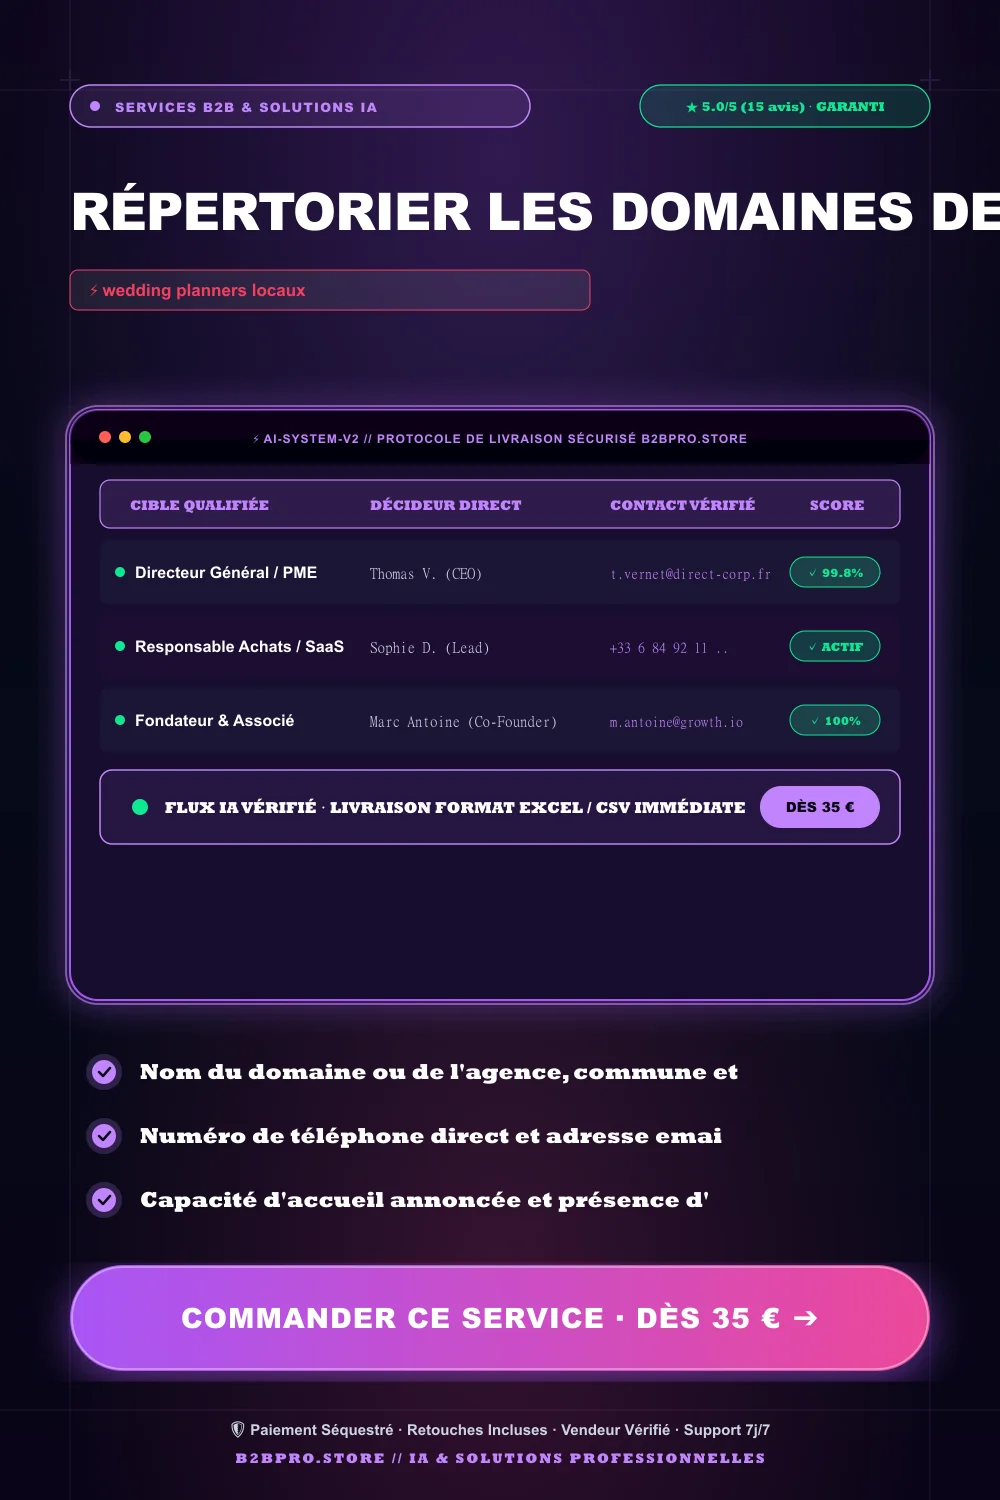 SERVICES B2B & SOLUTIONS IA
★ 5.0/5 (15 avis) · GARANTI
RÉPERTORIER LES DOMAINES DE
⚡ wedding planners locaux
⚡ AI-SYSTEM-V2 // PROTOCOLE DE LIVRAISON SÉCURISÉ B2BPRO.STORE
CIBLE QUALIFIÉE DÉCIDEUR DIRECT CONTACT VÉRIFIÉ SCORE
Directeur Général / PME Thomas V. (CEO) t.vernet@direct-corp.fr ✓ 99.8%
Responsable Achats / SaaS Sophie D. (Lead) +33 6 84 92 11 .. ✓ ACTIF
Fondateur & Associé Marc Antoine (Co-Founder) m.antoine@growth.io ✓ 100%
FLUX IA VÉRIFIÉ · LIVRAISON FORMAT EXCEL / CSV IMMÉDIATE DÈS 35 €
Nom du domaine ou de l'agence, commune et
Numéro de téléphone direct et adresse emai
Capacité d'accueil annoncée et présence d'
COMMANDER CE SERVICE · DÈS 35 € ➔
🛡 Paiement Séquestré · Retouches Incluses · Vendeur Vérifié · Support 7j/7
B2BPRO.STORE // IA & SOLUTIONS PROFESSIONNELLES